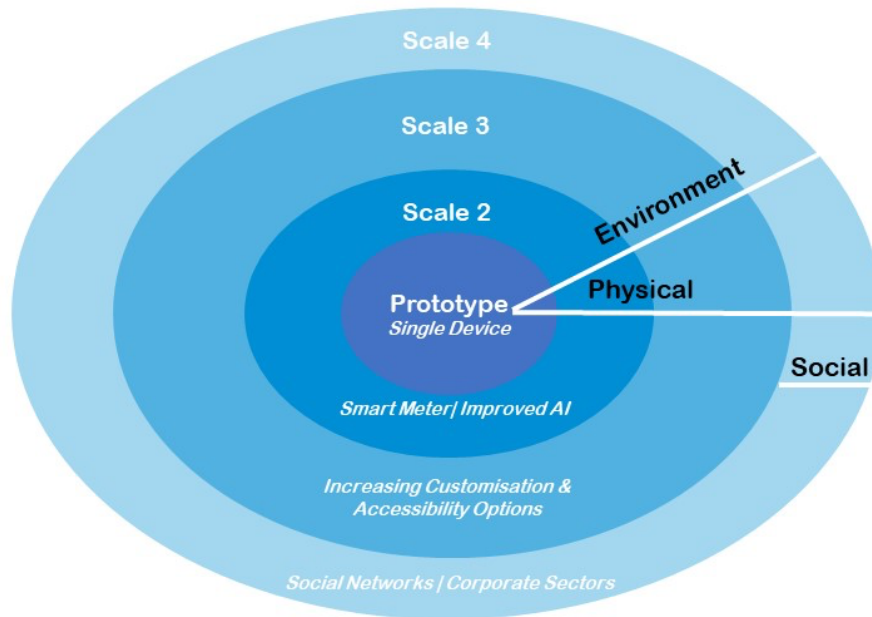 Scale 4
Scale 3
Scale 2
Environment
Prototype
Single Device
Physical
Social
Smart Meter| Improved AI
Increasing Customisation &
Accessibility Options
Social Networks | Corporate Sectors